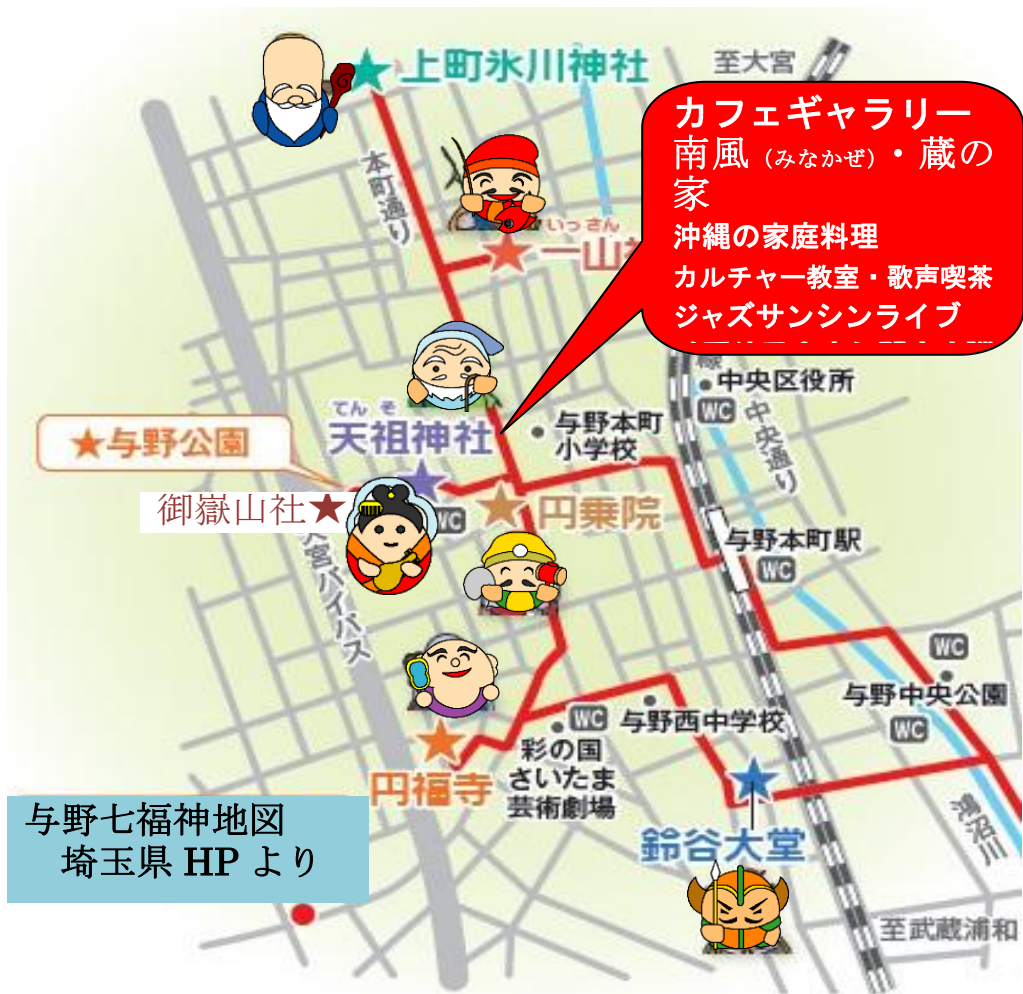 上町氷川神社
至大宮
カフェギャラリー
南風（みなかぜ）・蔵の
家
沖縄の家庭料理
カルチャー教室・歌声喫茶
ジャズサンシンライブ
本町通り
いっさん
一山
中央区役所
WC
中央通り
てんそ
天祖神社
与野本町
小学校
★与野公園
御嶽山社★
WC
円乗院
与野本町駅
WC
大宮バイパス
WC
与野中央公園
WC
与野西中学校
WC
彩の国
さいたま
芸術劇場
円福寺
鈴谷大堂
鴻沼川
与野七福神地図
埼玉県 HP より
至武蔵浦和